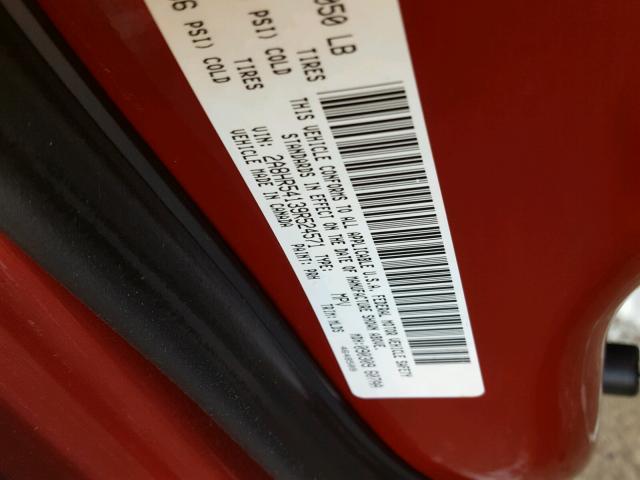 050 LB
TIRES
PSI) COLD
TIRES
6 PSI) COLD
THIS VEHICLE CONFORMS TO ALL APPLICABLE U.S.A. FEDERAL MOTOR VEHICLE SAFETY
STANDARDS IN EFFECT ON THE DATE OF MANUFACTURE SHOWN ABOVE.
VIN: 2A8HR54139R524571 TYPE: MPV
VEHICLE MADE IN CANADA
PAINT: PRH
TRIM: